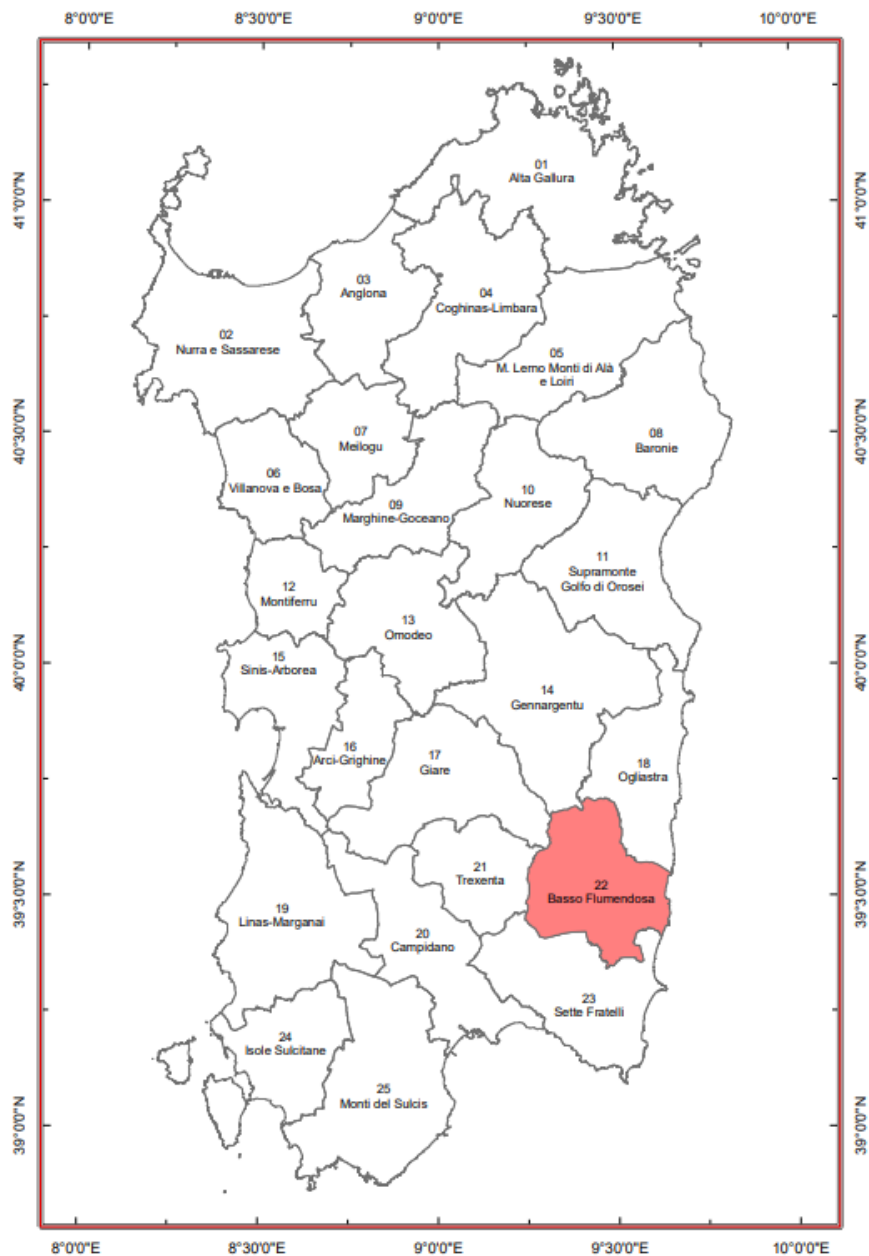 8°0'0"E
8°30'0"E
9°0'0"E
9°30'0"E
10°0'0"E
41°0'0"N
41°0'0"N
01
Alta Gallura
03
Anglona
04
Coghinas-Limbara
02
Nurra e Sassarese
05
M. Lerno Monti di Alà
e Loiri
40°30'0"N
40°30'0"N
07
Meilogu
08
Baronie
06
Villanova e Bosa
10
Nuorese
09
Marghine-Goceano
11
Supramonte
Golfo di Orosei
12
Montiferru
13
Omodeo
40°0'0"N
40°0'0"N
15
Sinis-Arborea
14
Gennargentu
16
Arci-Grighine
17
Giare
18
Ogliastra
21
Trexenta
22
Basso Flumendosa
39°30'0"N
39°30'0"N
19
Linas-Marganai
20
Campidano
23
Sette Fratelli
24
Isole Sulcitane
25
Monti del Sulcis
39°0'0"N
39°0'0"N
8°0'0"E
8°30'0"E
9°0'0"E
9°30'0"E
10°0'0"E